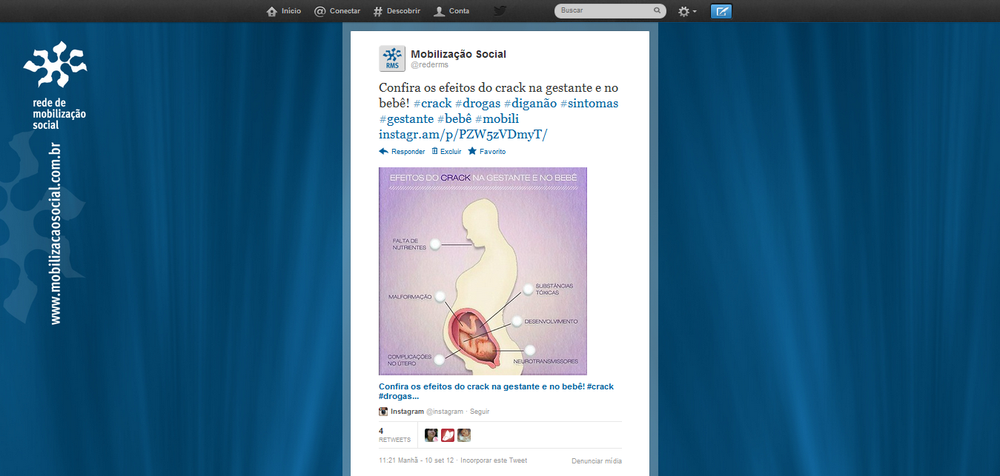 Início
Conectar
Descobrir
Conta
Buscar
rede de
mobilização
social
www.mobilizacaosocial.com.br
RMS
Mobilização Social
@rederms
Confira os efeitos do crack na gestante e no
bebê! #crack #drogas #diganão #sintomas
#gestante #bebê #mobili
instagr.am/p/PZW5zVDmyT/
Responder Excluir Favorito
EFEITOS DO CRACK NA GESTANTE E NO BEBÊ
FALTA DE
NUTRIENTES
SUBSTÂNCIAS
TÓXICAS
MALFORMAÇÃO
DESENVOLVIMENTO
COMPLICAÇÕES
NO ÚTERO
NEUROTRANSMISSORES
Confira os efeitos do crack na gestante e no bebê! #crack
#drogas...
Instagram @instagram · Seguir
4
RETWEETS
11:21 Manhã - 10 set 12 · Incorporar este Tweet
Denunciar mídia